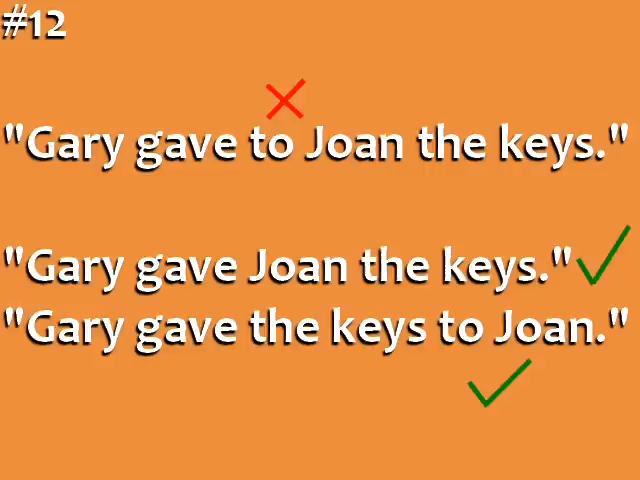 #12
"Gary gave to Joan the keys."
"Gary gave Joan the keys."
"Gary gave the keys to Joan."